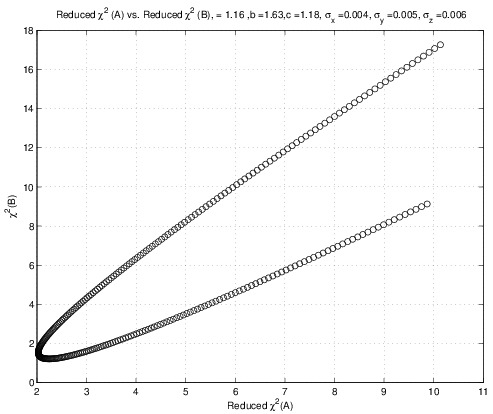 Reduced χ² (A) vs. Reduced χ² (B), = 1.16 ,b =1.63,c =1.18, σₓ =0.004, σᵧ =0.005, σ_z =0.006
18
16
14
12
10
8
6
4
2
0
χ²(B)
2 3 4 5 6 7 8 9 10 11
Reduced χ²(A)